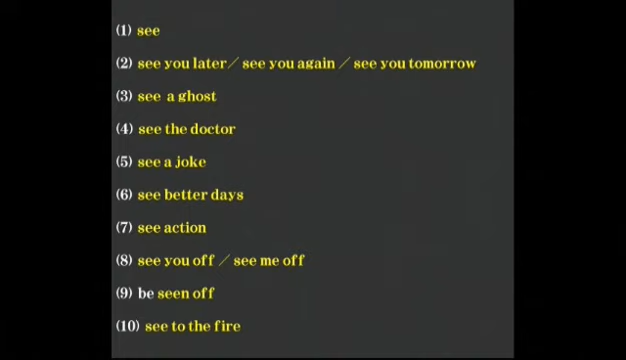 (1) see
(2) see you later／see you again／see you tomorrow
(3) see a ghost
(4) see the doctor
(5) see a joke
(6) see better days
(7) see action
(8) see you off／see me off
(9) be seen off
(10) see to the fire